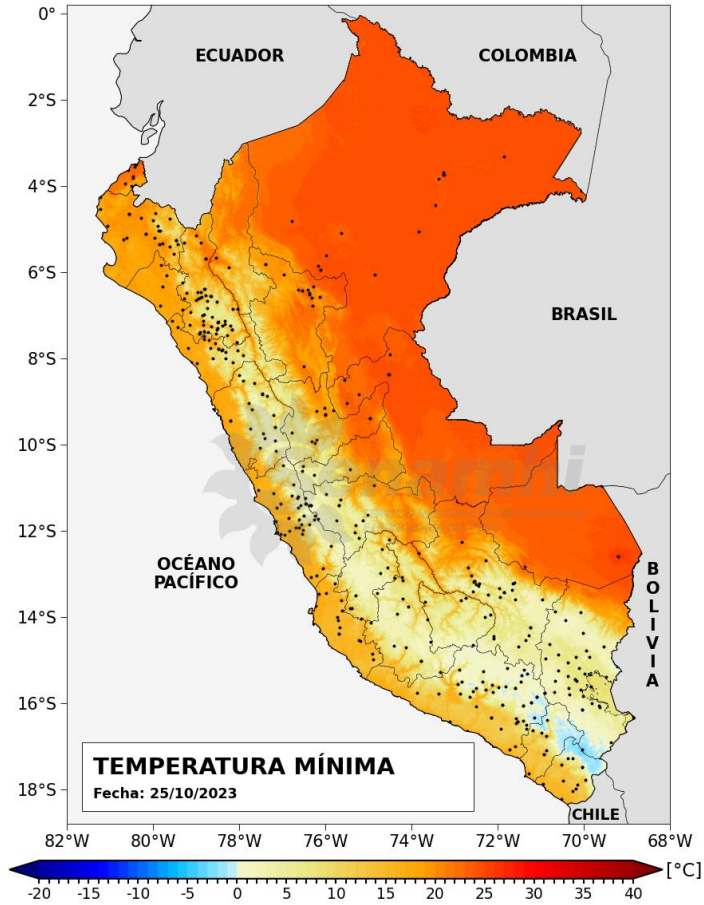 0°
2°S
4°S
6°S
8°S
10°S
12°S
14°S
16°S
18°S
ECUADOR
COLOMBIA
BRASIL
OCÉANO
PACÍFICO
BOLIVIA
CHILE
senamhi
TEMPERATURA MÍNIMA
Fecha: 25/10/2023
82°W 80°W 78°W 76°W 74°W 72°W 70°W 68°W
-20 -15 -10 -5 0 5 10 15 20 25 30 35 40 [°C]